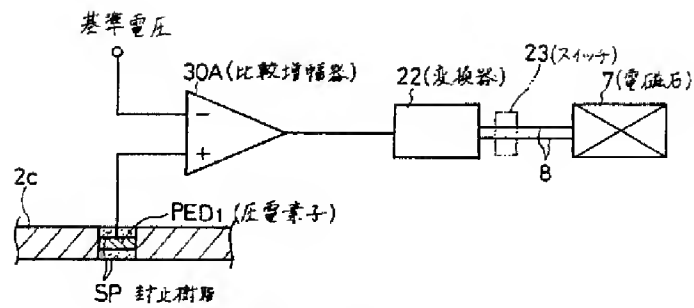 基準電圧
30A(比較増幅器)
22(変換器)
23(スイッチ)
7(電磁石)
−
+
8
2c
PED1 (圧電素子)
SP 封止樹脂